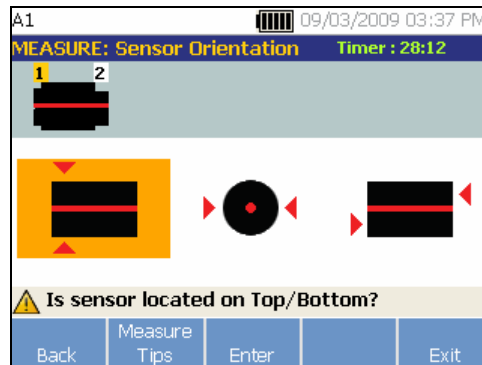 A1 09/03/2009 03:37 PM
MEASURE: Sensor Orientation Timer : 28:12
1 2
Is sensor located on Top/Bottom?
Back Measure Tips Enter Exit